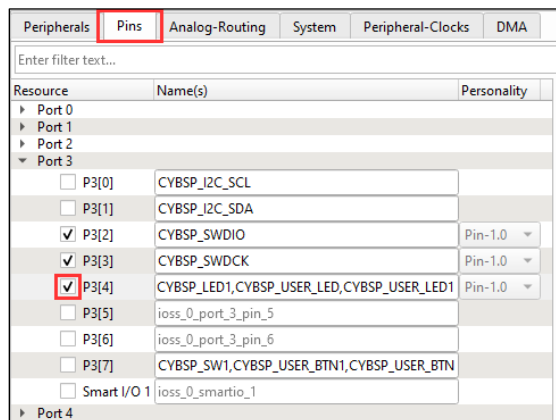 Peripherals Pins Analog-Routing System Peripheral-Clocks DMA
Enter filter text...
Resource Name(s) Personality
Port 0
Port 1
Port 2
Port 3
P3[0] CYBSP_I2C_SCL
P3[1] CYBSP_I2C_SDA
P3[2] CYBSP_SWDIO Pin-1.0
P3[3] CYBSP_SWDCK Pin-1.0
P3[4] CYBSP_LED1,CYBSP_USER_LED,CYBSP_USER_LED1 Pin-1.0
P3[5] ioss_0_port_3_pin_5
P3[6] ioss_0_port_3_pin_6
P3[7] CYBSP_SW1,CYBSP_USER_BTN1,CYBSP_USER_BTN
Smart I/O 1 ioss_0_smartio_1
Port 4